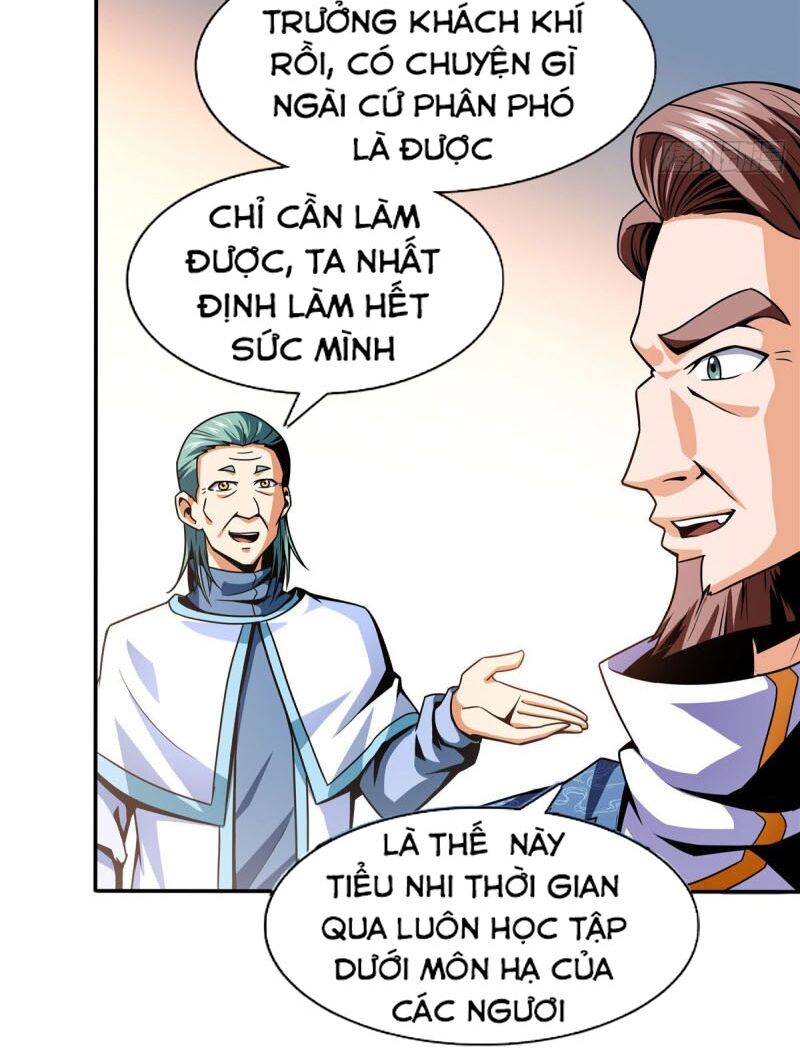 TRƯỞNG KHÁCH KHÍ
RỒI, CÓ CHUYỆN GÌ
NGÀI CỨ PHÂN PHÓ
LÀ ĐƯỢC
CHỈ CẦN LÀM
ĐƯỢC, TA NHẤT
ĐỊNH LÀM HẾT
SỨC MÌNH
LÀ THẾ NÀY
TIỂU NHI THỜI GIAN
QUA LUÔN HỌC TẬP
DƯỚI MÔN HẠ CỦA
CÁC NGƯƠI